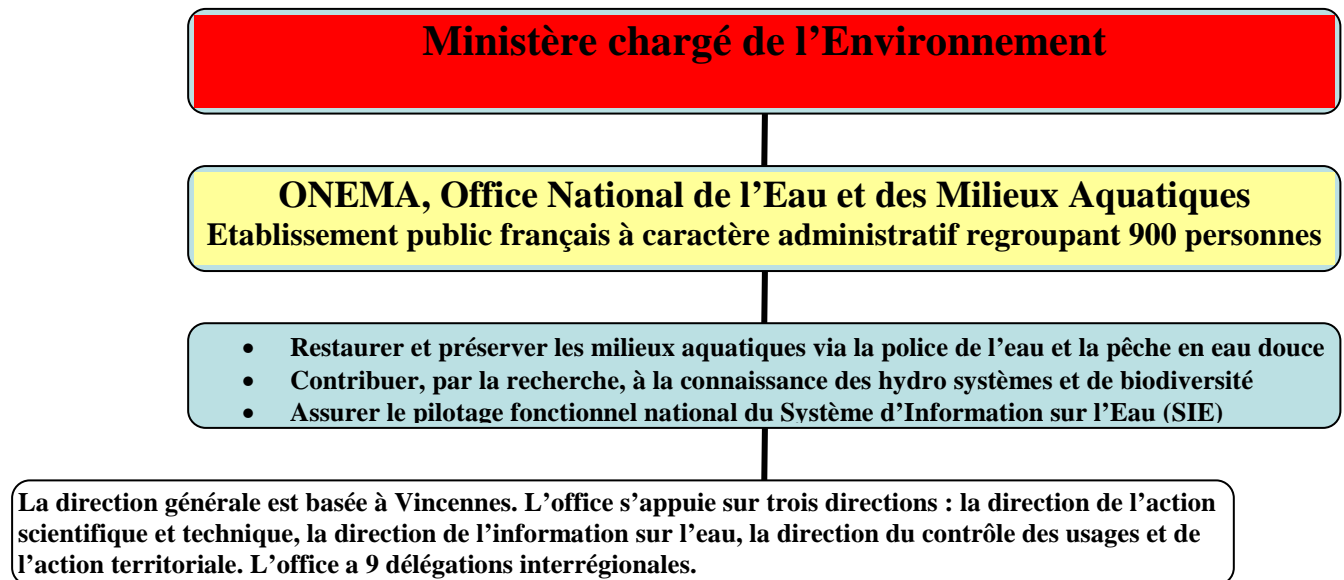 Ministère chargé de l’Environnement
ONEMA, Office National de l’Eau et des Milieux Aquatiques
Etablissement public français à caractère administratif regroupant 900 personnes
• Restaurer et préserver les milieux aquatiques via la police de l’eau et la pêche en eau douce
• Contribuer, par la recherche, à la connaissance des hydro systèmes et de biodiversité
• Assurer le pilotage fonctionnel national du Système d’Information sur l’Eau (SIE)
La direction générale est basée à Vincennes. L’office s’appuie sur trois directions : la direction de l’action
scientifique et technique, la direction de l’information sur l’eau, la direction du contrôle des usages et de
l’action territoriale. L’office a 9 délégations interrégionales.